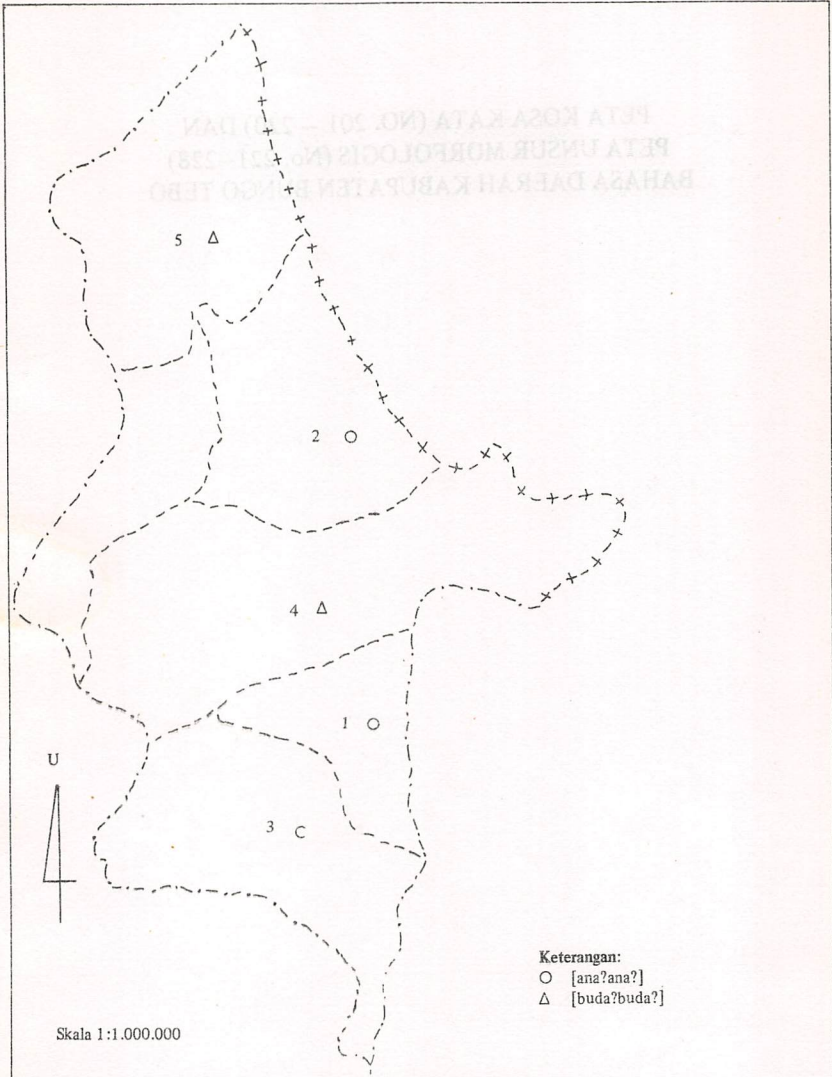 5 Δ
2 O
4 Δ
1 O
U
3 C
Keterangan:
O [ana?ana?]
Δ [buda?buda?]
Skala 1:1.000.000
PETA KOSA KATA (NO. 201 – 220) DAN
PETA UNSUR MORFOLOGIS (No. 221–228)
BAHASA DAERAH KABUPATEN BUNGO TEBO